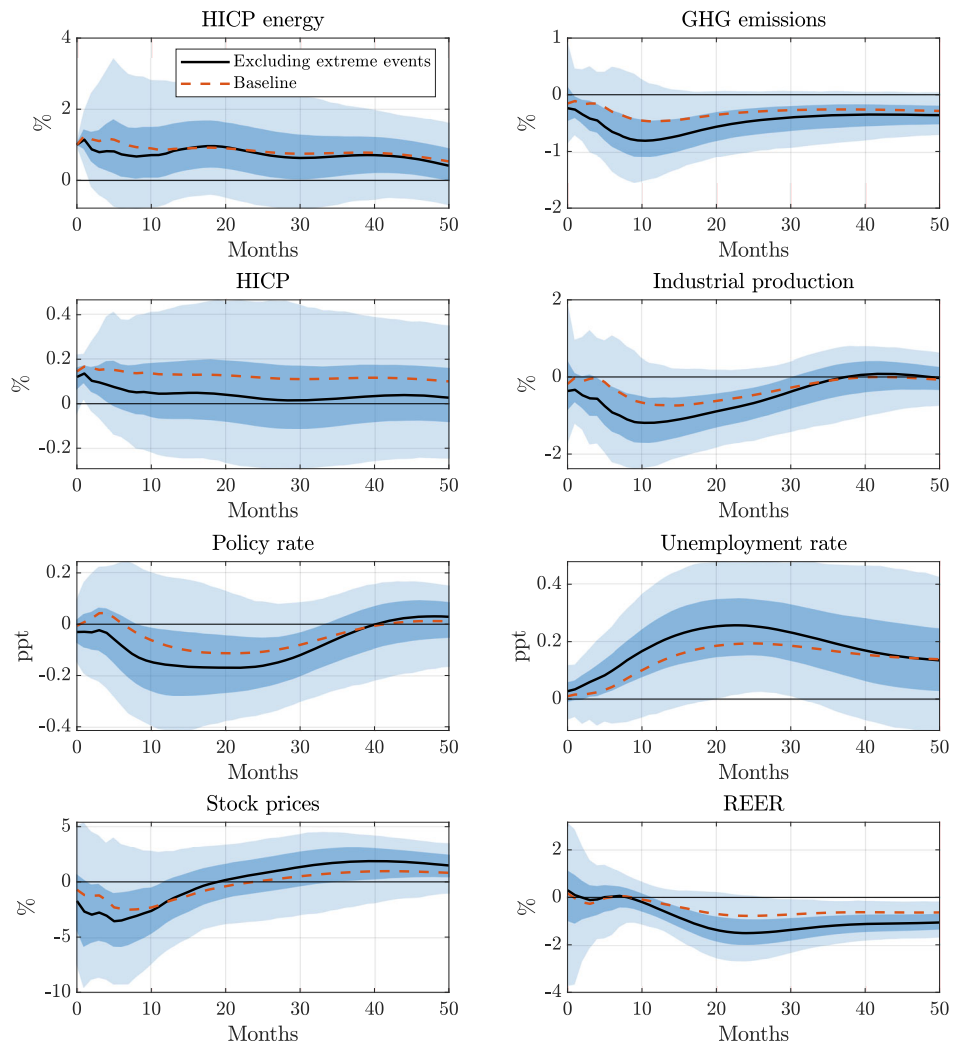 HICP energy
4
2
0
%
Excluding extreme events
Baseline
0 10 20 30 40 50
Months
GHG emissions
1
0
-1
-2
%
0 10 20 30 40 50
Months
HICP
0.4
0.2
0
-0.2
%
0 10 20 30 40 50
Months
Industrial production
2
0
-2
%
0 10 20 30 40 50
Months
Policy rate
0.2
0
-0.2
-0.4
ppt
0 10 20 30 40 50
Months
Unemployment rate
0.4
0.2
0
ppt
0 10 20 30 40 50
Months
Stock prices
5
0
-5
-10
%
0 10 20 30 40 50
Months
REER
2
0
-2
-4
%
0 10 20 30 40 50
Months